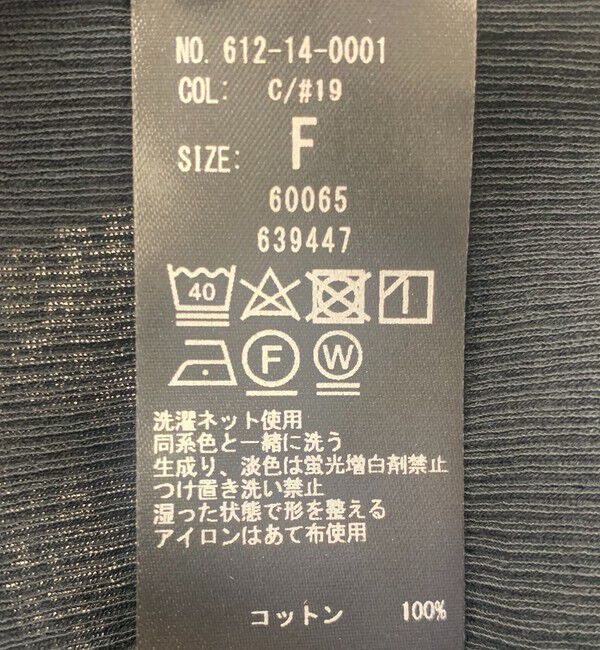 NO. 612-14-0001
COL: C/#19
SIZE: F
60065
639447
40
F W
洗濯ネット使用
同系色と一緒に洗う
生成り、淡色は蛍光増白剤禁止
つけ置き洗い禁止
湿った状態で形を整える
アイロンはあて布使用
コットン 100%